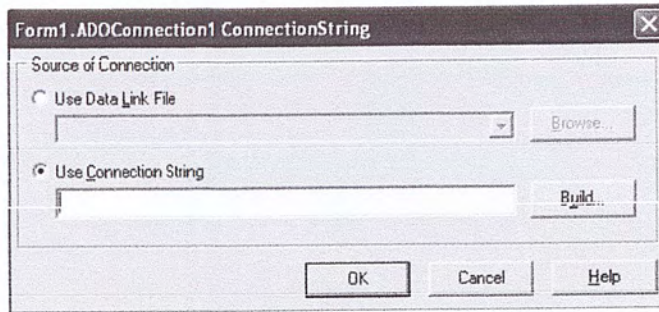 Form1.ADOConnection1 ConnectionString
Source of Connection
Use Data Link File
Browse...
Use Connection String
Build...
OK Cancel Help